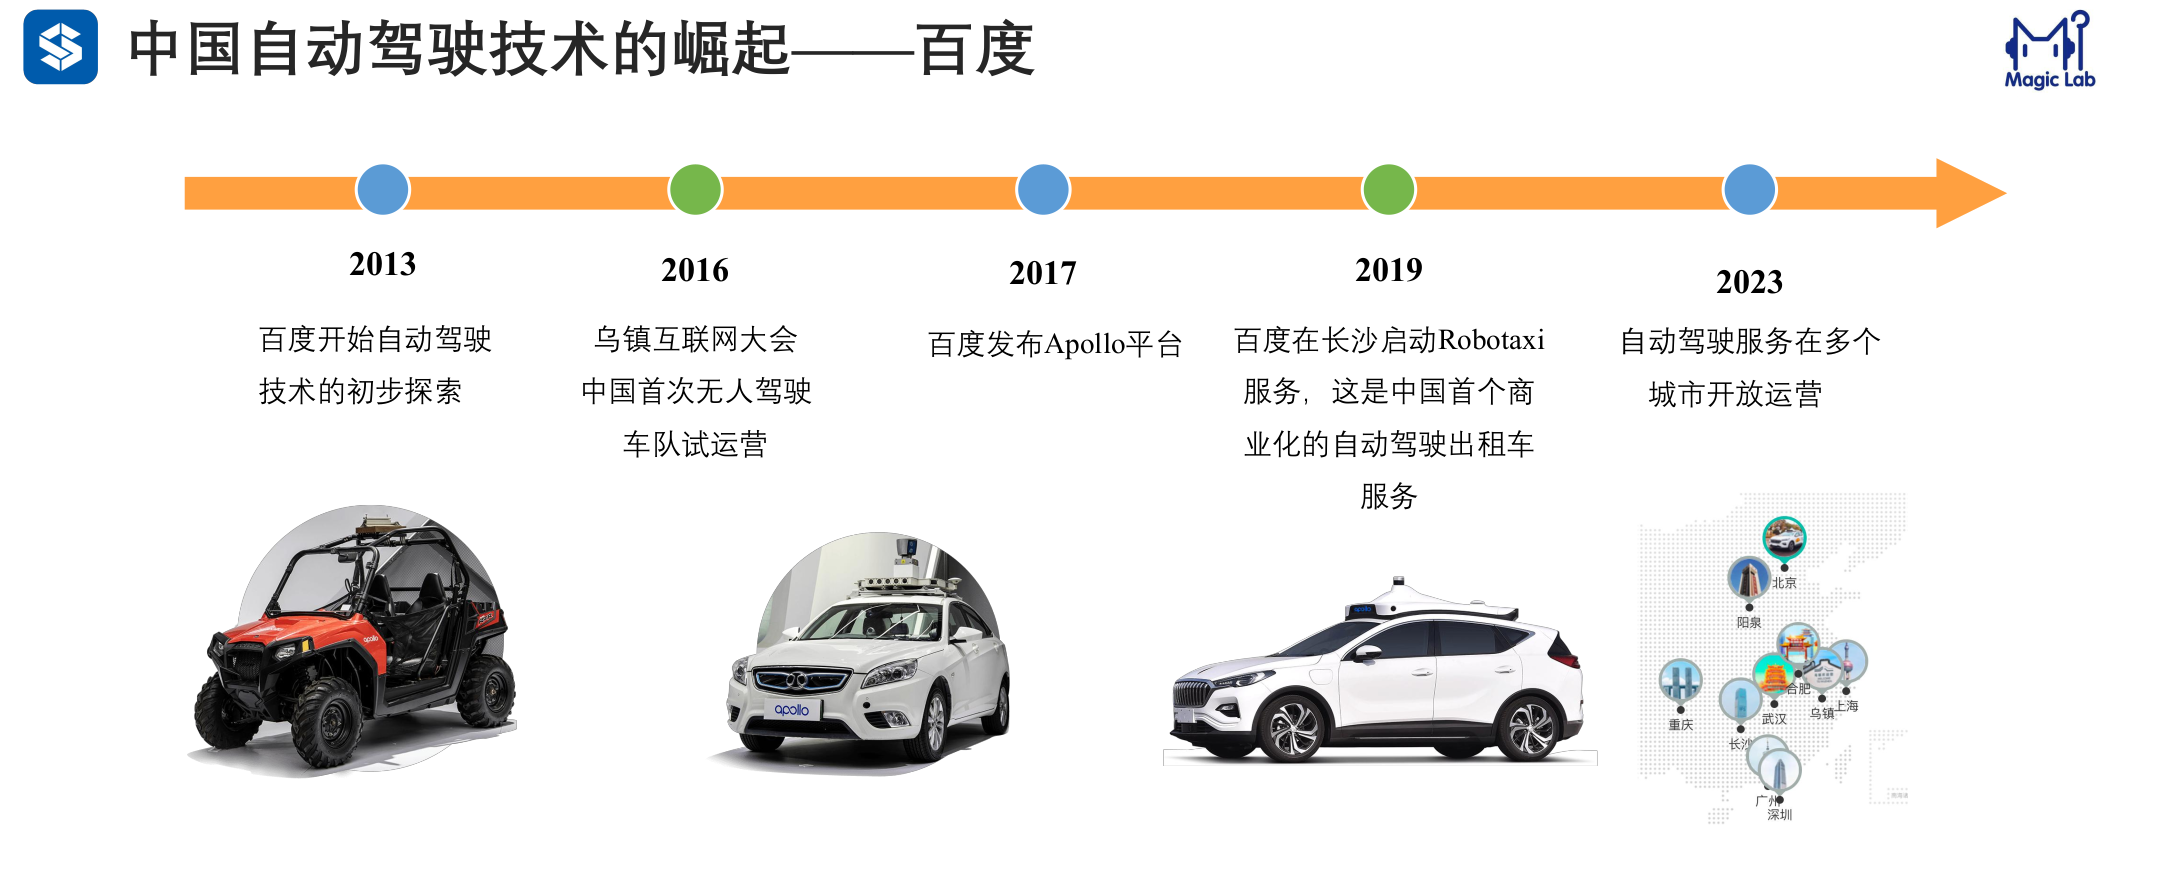 中国自动驾驶技术的崛起——百度
Magic Lab
2013
百度开始自动驾驶
技术的初步探索
2016
乌镇互联网大会
中国首次无人驾驶
车队试运营
2017
百度发布Apollo平台
2019
百度在长沙启动Robotaxi
服务，这是中国首个商
业化的自动驾驶出租车
服务
2023
自动驾驶服务在多个
城市开放运营
apollo
apollo
apollo
北京
阳泉
合肥
重庆
武汉
乌镇
上海
长沙
广州
深圳